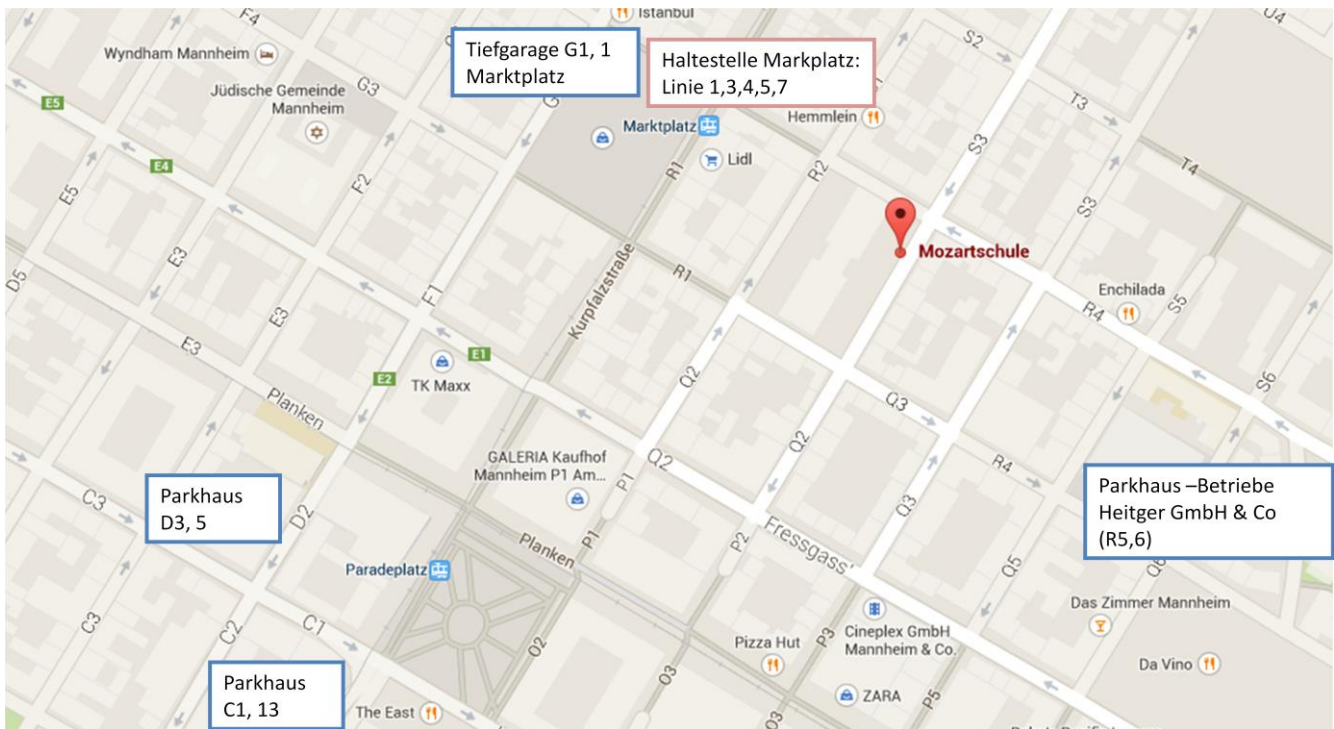 Istanbul
F4
G4
Wyndham Mannheim
Tiefgarage G1, 1
Marktplatz
Haltestelle Markplatz:
Linie 1,3,4,5,7
S2
Jüdische Gemeinde
Mannheim
G3
E5
T3
Hemmlein
Marktplatz
Lidl
S3
R1
R2
T4
E4
F2
E5
S3
Mozartschule
E3
D5
Kurpfalzstraße
R1
Enchilada
S5
R4
F1
E3
E3
E1
TK Maxx
E2
Q2
S6
Planken
Q3
Q2
GALERIA Kaufhof
Mannheim P1 Am...
Q2
P1
R4
Parkhaus
D3, 5
C3
D2
Parkhaus –Betriebe
Heitger GmbH & Co
(R5,6)
Q3
Fressgass'
Planken
P1
P2
Paradeplatz
Q5
Q6
Das Zimmer Mannheim
C3
C2
C1
O2
Pizza Hut
P3
Cineplex GmbH
Mannheim & Co.
Da Vino
O3
Parkhaus
C1, 13
The East
ZARA
P5
O3